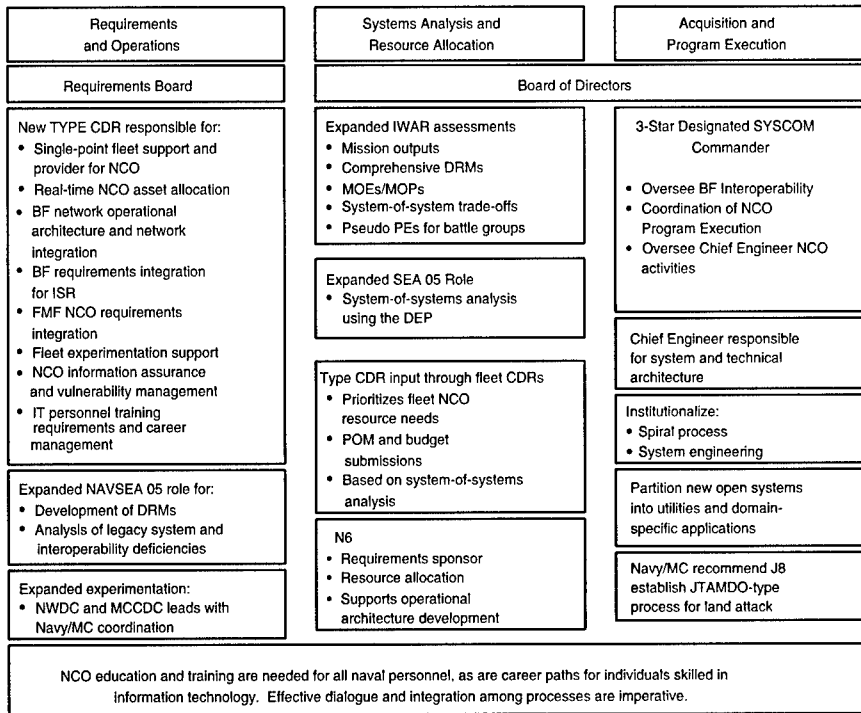 Requirements
and Operations
Systems Analysis and
Resource Allocation
Acquisition and
Program Execution
Requirements Board
Board of Directors
New TYPE CDR responsible for:
• Single-point fleet support and
provider for NCO
• Real-time NCO asset allocation
• BF network operational
architecture and network
integration
• BF requirements integration
for ISR
• FMF NCO requirements
integration
• Fleet experimentation support
• NCO information assurance
and vulnerability management
• IT personnel training
requirements and career
management
Expanded NAVSEA 05 role for:
• Development of DRMs
• Analysis of legacy system and
interoperability deficiencies
Expanded experimentation:
• NWDC and MCCDC leads with
Navy/MC coordination
Expanded IWAR assessments
• Mission outputs
• Comprehensive DRMs
• MOEs/MOPs
• System-of-system trade-offs
• Pseudo PEs for battle groups
Expanded SEA 05 Role
• System-of-systems analysis
using the DEP
Type CDR input through fleet CDRs
• Prioritizes fleet NCO
resource needs
• POM and budget
submissions
• Based on system-of-systems
analysis
N6
• Requirements sponsor
• Resource allocation
• Supports operational
architecture development
3-Star Designated SYSCOM
Commander
• Oversee BF Interoperability
• Coordination of NCO
Program Execution
• Oversee Chief Engineer NCO
activities
Chief Engineer responsible
for system and technical
architecture
Institutionalize:
• Spiral process
• System engineering
Partition new open systems
into utilities and domain-
specific applications
Navy/MC recommend J8
establish JTAMDO-type
process for land attack
NCO education and training are needed for all naval personnel, as are career paths for individuals skilled in
information technology. Effective dialogue and integration among processes are imperative.